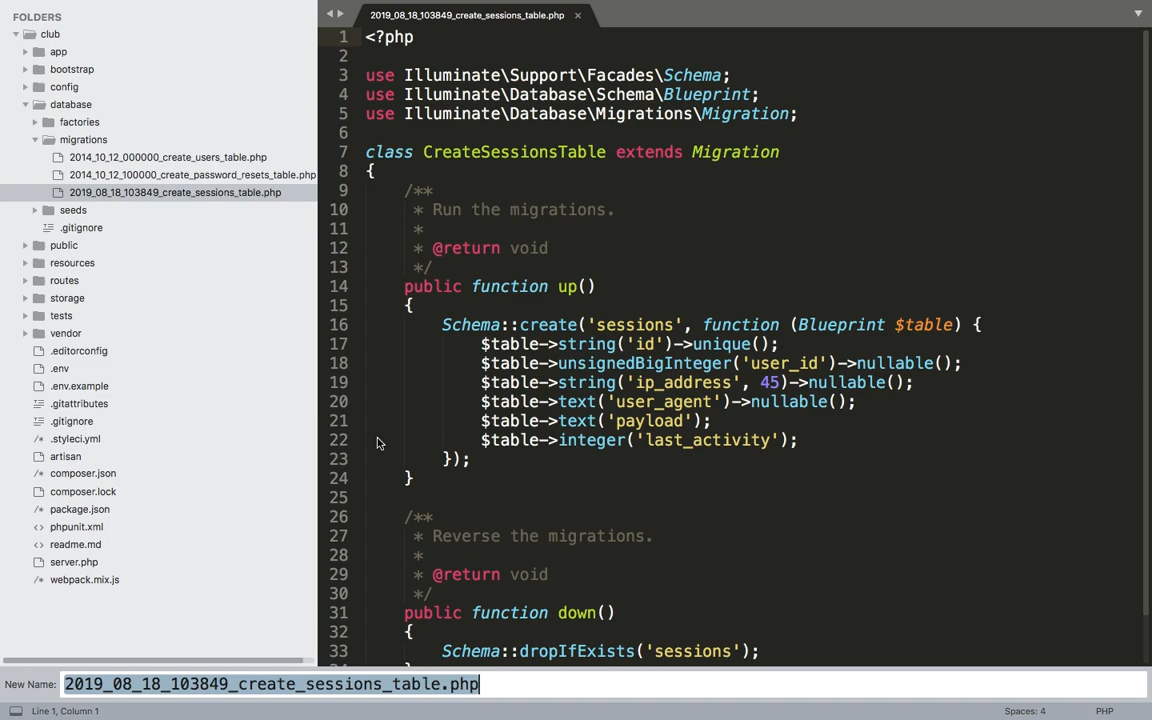 FOLDERS
club
app
bootstrap
config
database
factories
migrations
2014_10_12_000000_create_users_table.php
2014_10_12_100000_create_password_resets_table.php
2019_08_18_103849_create_sessions_table.php
seeds
.gitignore
public
resources
routes
storage
tests
vendor
.editorconfig
.env
.env.example
.gitattributes
.gitignore
.styleci.yml
artisan
composer.json
composer.lock
package.json
phpunit.xml
readme.md
server.php
webpack.mix.js
2019_08_18_103849_create_sessions_table.php ×
1 <?php
2
3 use Illuminate\Support\Facades\Schema;
4 use Illuminate\Database\Schema\Blueprint;
5 use Illuminate\Database\Migrations\Migration;
6
7 class CreateSessionsTable extends Migration
8 {
9 /**
10 * Run the migrations.
11 *
12 * @return void
13 */
14 public function up()
15 {
16 Schema::create('sessions', function (Blueprint $table) {
17 $table->string('id')->unique();
18 $table->unsignedBigInteger('user_id')->nullable();
19 $table->string('ip_address', 45)->nullable();
20 $table->text('user_agent')->nullable();
21 $table->text('payload');
22 $table->integer('last_activity');
23 });
24 }
25
26 /**
27 * Reverse the migrations.
28 *
29 * @return void
30 */
31 public function down()
32 {
33 Schema::dropIfExists('sessions');
New Name: 2019_08_18_103849_create_sessions_table.php
Line 1, Column 1
Spaces: 4
PHP